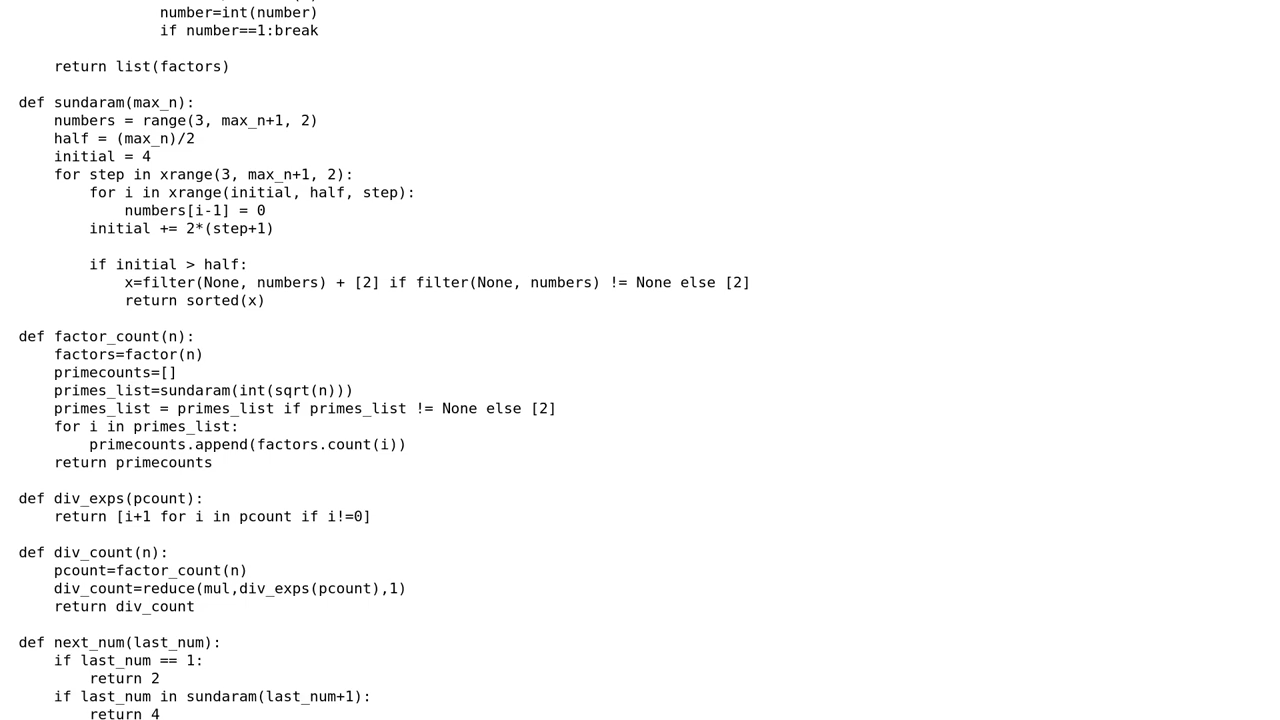 number=int(number)
                if number==1:break

    return list(factors)

def sundaram(max_n):
    numbers = range(3, max_n+1, 2)
    half = (max_n)/2
    initial = 4
    for step in xrange(3, max_n+1, 2):
        for i in xrange(initial, half, step):
            numbers[i-1] = 0
        initial += 2*(step+1)

        if initial > half:
            x=filter(None, numbers) + [2] if filter(None, numbers) != None else [2]
            return sorted(x)

def factor_count(n):
    factors=factor(n)
    primecounts=[]
    primes_list=sundaram(int(sqrt(n)))
    primes_list = primes_list if primes_list != None else [2]
    for i in primes_list:
        primecounts.append(factors.count(i))
    return primecounts

def div_exps(pcount):
    return [i+1 for i in pcount if i!=0]

def div_count(n):
    pcount=factor_count(n)
    div_count=reduce(mul,div_exps(pcount),1)
    return div_count

def next_num(last_num):
    if last_num == 1:
        return 2
    if last_num in sundaram(last_num+1):
        return 4